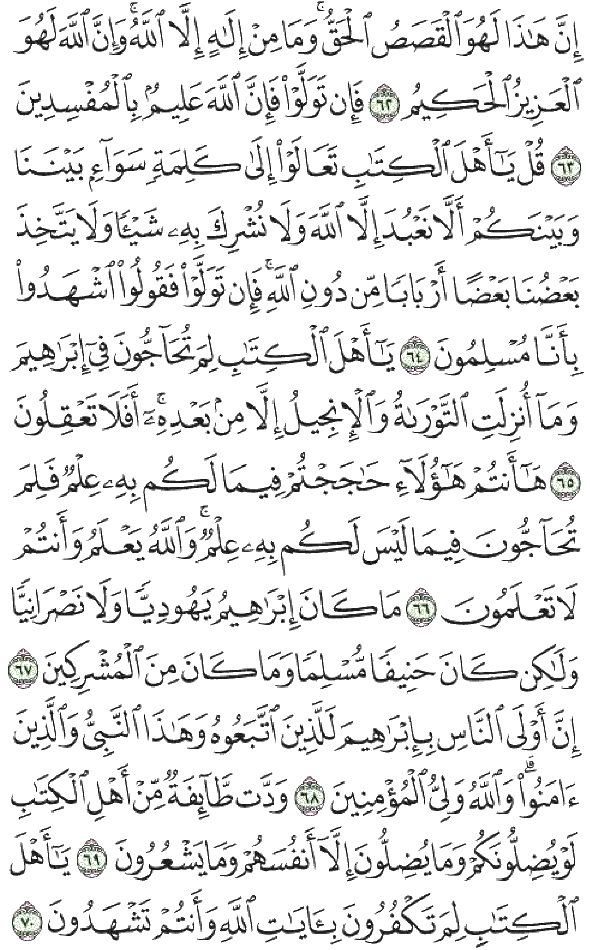 إِنَّ هَٰذَا لَهُوَ ٱلْقَصَصُ ٱلْحَقُّ ۚ وَمَا مِنْ إِلَٰهٍ إِلَّا ٱللَّهُ ۚ وَإِنَّ ٱللَّهَ لَهُوَ
ٱلْعَزِيزُ ٱلْحَكِيمُ ٦٢ فَإِن تَوَلَّوْا۟ فَإِنَّ ٱللَّهَ عَلِيمٌۢ بِٱلْمُفْسِدِينَ
٦٣ قُلْ يَٰٓأَهْلَ ٱلْكِتَٰبِ تَعَالَوْا۟ إِلَىٰ كَلِمَةٍ سَوَآءٍۭ بَيْنَنَا
وَبَيْنَكُمْ أَلَّا نَعْبُدَ إِلَّا ٱللَّهَ وَلَا نُشْرِكَ بِهِۦ شَيْـًٔا وَلَا يَتَّخِذَ
بَعْضُنَا بَعْضًا أَرْبَابًا مِّن دُونِ ٱللَّهِ ۚ فَإِن تَوَلَّوْا۟ فَقُولُوا۟ ٱشْهَدُوا۟
بِأَنَّا مُسْلِمُونَ ٦٤ يَٰٓأَهْلَ ٱلْكِتَٰبِ لِمَ تُحَآجُّونَ فِىٓ إِبْرَٰهِيمَ
وَمَآ أُنزِلَتِ ٱلتَّوْرَىٰةُ وَٱلْإِنجِيلُ إِلَّا مِنۢ بَعْدِهِۦٓ ۚ أَفَلَا تَعْقِلُونَ
٦٥ هَٰٓأَنتُمْ هَٰٓؤُلَآءِ حَٰجَجْتُمْ فِيمَا لَكُم بِهِۦ عِلْمٌ فَلِمَ
تُحَآجُّونَ فِيمَا لَيْسَ لَكُم بِهِۦ عِلْمٌ ۚ وَٱللَّهُ يَعْلَمُ وَأَنتُمْ
لَا تَعْلَمُونَ ٦٦ مَا كَانَ إِبْرَٰهِيمُ يَهُودِيًّا وَلَا نَصْرَانِيًّا
وَلَٰكِن كَانَ حَنِيفًا مُّسْلِمًا وَمَا كَانَ مِنَ ٱلْمُشْرِكِينَ ٦٧
إِنَّ أَوْلَى ٱلنَّاسِ بِإِبْرَٰهِيمَ لَلَّذِينَ ٱتَّبَعُوهُ وَهَٰذَا ٱلنَّبِىُّ وَٱلَّذِينَ
ءَامَنُوا۟ ۗ وَٱللَّهُ وَلِىُّ ٱلْمُؤْمِنِينَ ٦٨ وَدَّت طَّآئِفَةٌ مِّنْ أَهْلِ ٱلْكِتَٰبِ
لَوْ يُضِلُّونَكُمْ وَمَا يُضِلُّونَ إِلَّآ أَنفُسَهُمْ وَمَا يَشْعُرُونَ ٦٩ يَٰٓأَهْلَ
ٱلْكِتَٰبِ لِمَ تَكْفُرُونَ بِـَٔايَٰتِ ٱللَّهِ وَأَنتُمْ تَشْهَدُونَ ٧٠